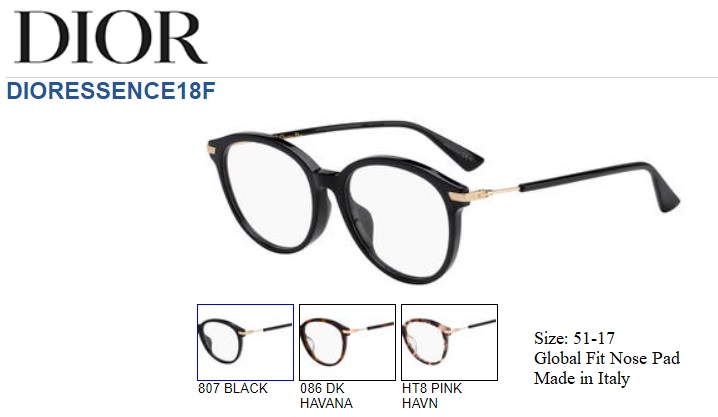 DIOR
DIORESSENCE18F
807 BLACK
086 DK
HAVANA
HT8 PINK
HAVN
Size: 51-17
Global Fit Nose Pad
Made in Italy